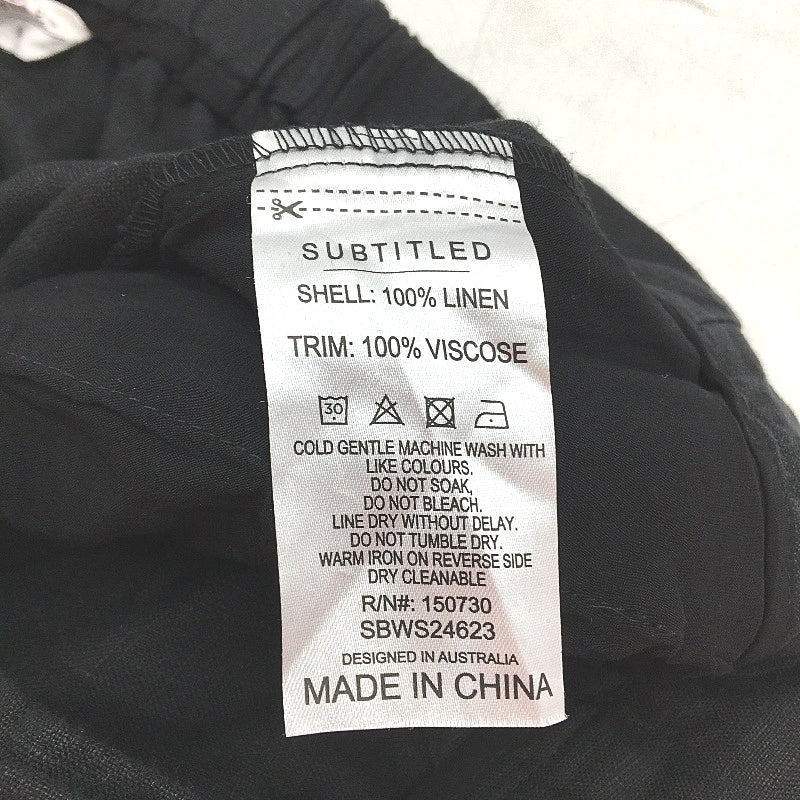 SUBTITLED
SHELL: 100% LINEN
TRIM: 100% VISCOSE
30
COLD GENTLE MACHINE WASH WITH
LIKE COLOURS.
DO NOT SOAK,
DO NOT BLEACH.
LINE DRY WITHOUT DELAY.
DO NOT TUMBLE DRY.
WARM IRON ON REVERSE SIDE
DRY CLEANABLE
R/N#: 150730
SBWS24623
DESIGNED IN AUSTRALIA
MADE IN CHINA